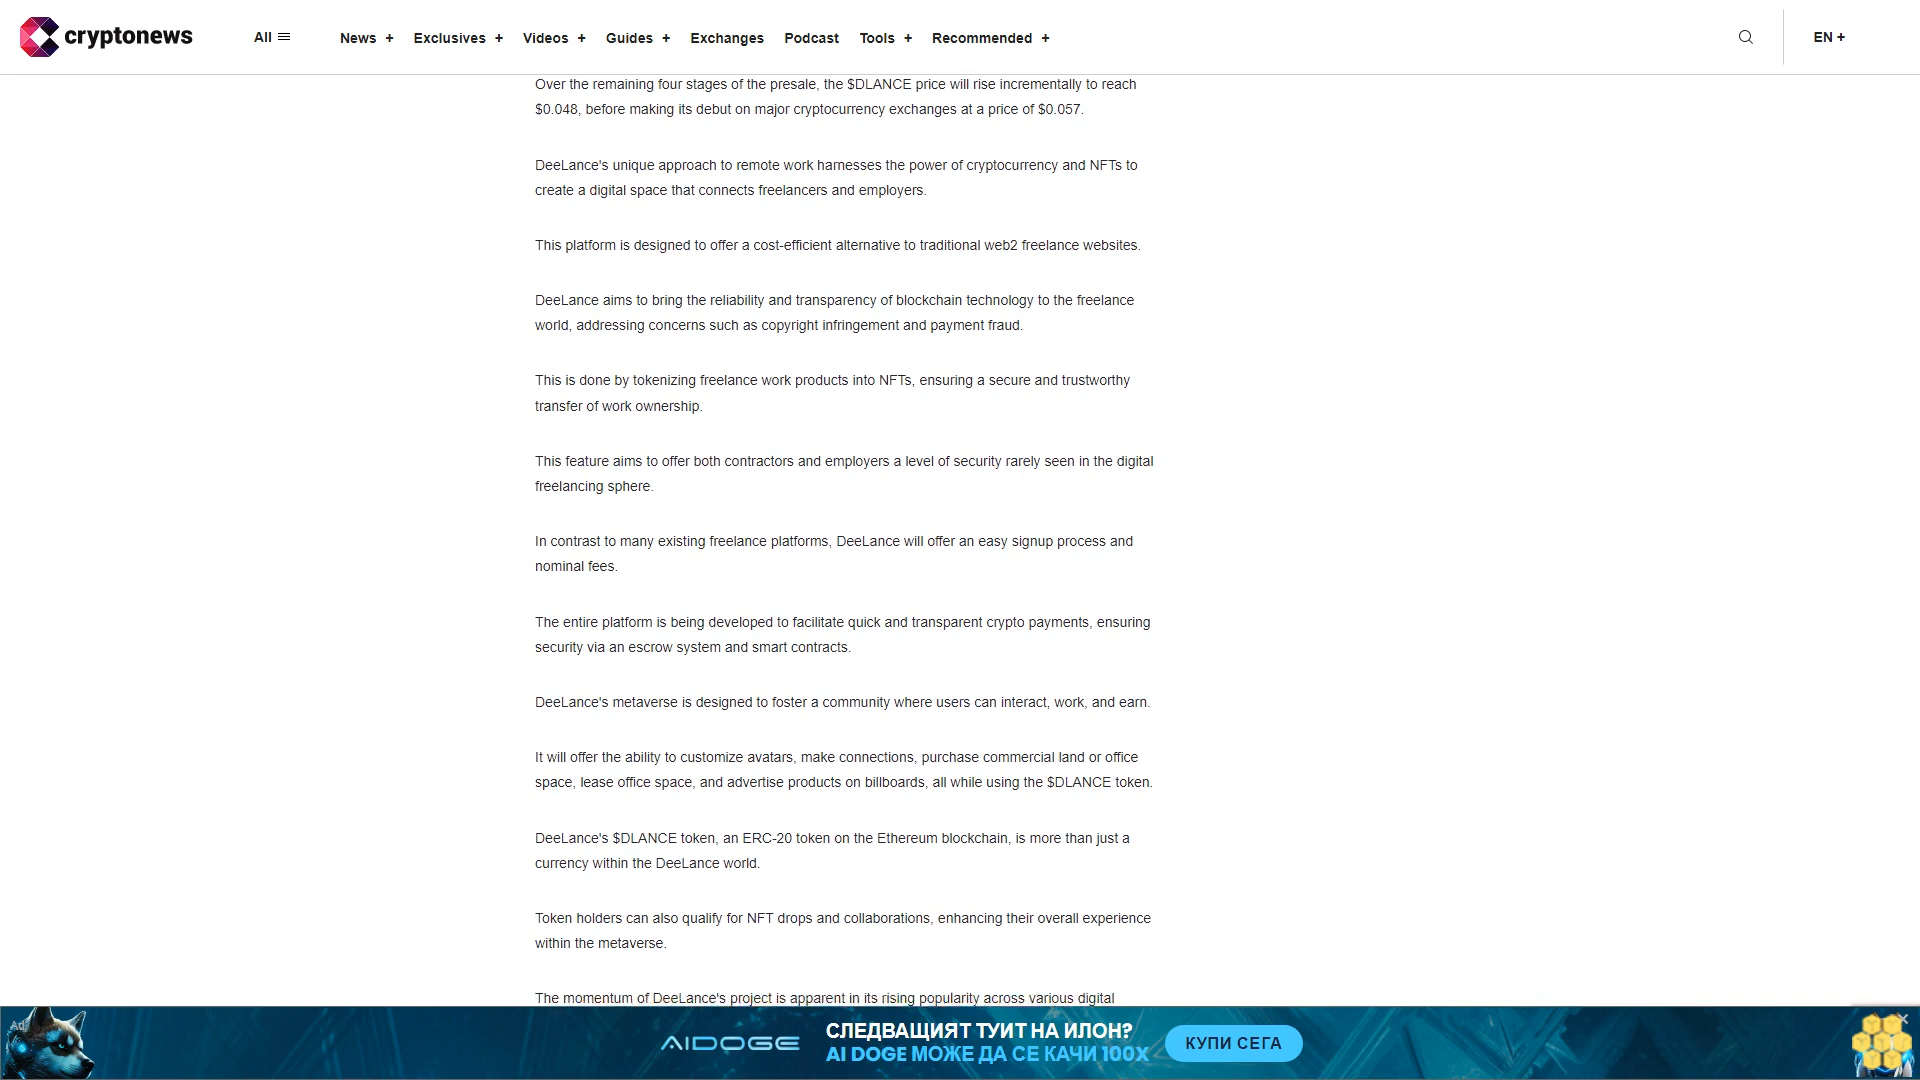 cryptonews
All
News +
Exclusives +
Videos +
Guides +
Exchanges
Podcast
Tools +
Recommended +
EN +
Over the remaining four stages of the presale, the $DLANCE price will rise incrementally to reach
$0.048, before making its debut on major cryptocurrency exchanges at a price of $0.057.
DeeLance's unique approach to remote work harnesses the power of cryptocurrency and NFTs to
create a digital space that connects freelancers and employers.
This platform is designed to offer a cost-efficient alternative to traditional web2 freelance websites.
DeeLance aims to bring the reliability and transparency of blockchain technology to the freelance
world, addressing concerns such as copyright infringement and payment fraud.
This is done by tokenizing freelance work products into NFTs, ensuring a secure and trustworthy
transfer of work ownership.
This feature aims to offer both contractors and employers a level of security rarely seen in the digital
freelancing sphere.
In contrast to many existing freelance platforms, DeeLance will offer an easy signup process and
nominal fees.
The entire platform is being developed to facilitate quick and transparent crypto payments, ensuring
security via an escrow system and smart contracts.
DeeLance's metaverse is designed to foster a community where users can interact, work, and earn.
It will offer the ability to customize avatars, make connections, purchase commercial land or office
space, lease office space, and advertise products on billboards, all while using the $DLANCE token.
DeeLance's $DLANCE token, an ERC-20 token on the Ethereum blockchain, is more than just a
currency within the DeeLance world.
Token holders can also qualify for NFT drops and collaborations, enhancing their overall experience
within the metaverse.
The momentum of DeeLance's project is apparent in its rising popularity across various digital
Ad
AIDOGE
СЛЕДВАЩИЯТ ТУИТ НА ИЛОН?
AI DOGE МОЖЕ ДА СЕ КАЧИ 100X
КУПИ СЕГА